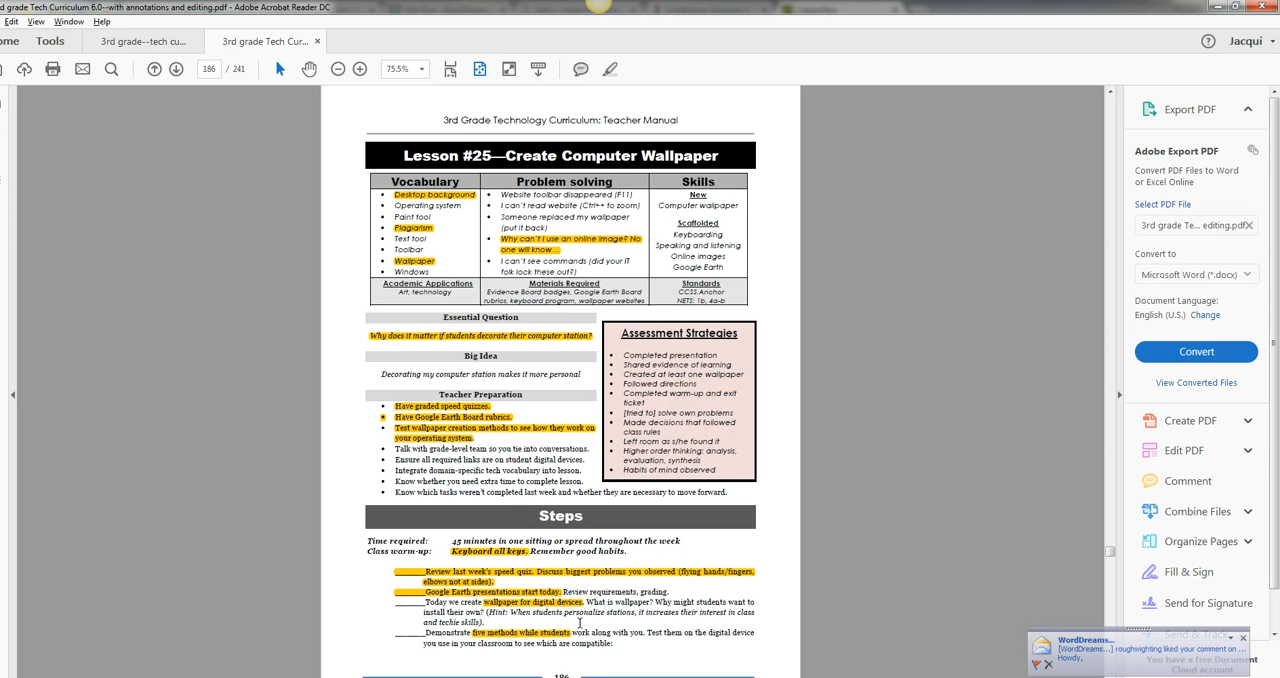 d grade Tech Curriculum 6.0--with annotations and editing.pdf - Adobe Acrobat Reader DC
Edit View Window Help
ome Tools 3rd grade--tech cu... 3rd grade Tech Cur... × Jacqui
186 / 241 75.5%
3rd Grade Technology Curriculum: Teacher Manual
Lesson #25—Create Computer Wallpaper
Vocabulary
• Desktop background
• Operating system
• Paint tool
• Plagiarism
• Text tool
• Toolbar
• Wallpaper
• Windows
Problem solving
• Website toolbar disappeared (F11)
• I can't read website (Ctrl++ to zoom)
• Someone replaced my wallpaper
(put it back)
• Why can't I use an online image? No
one will know…
• I can't see commands (did your IT
folk lock these out?)
Skills
New
Computer wallpaper
Scaffolded
Keyboarding
Speaking and listening
Online images
Google Earth
Academic Applications
Art, technology
Materials Required
Evidence Board badges, Google Earth Board
rubrics, keyboard program, wallpaper websites
Standards
CCSS.Anchor
NETS: 1b, 4a-b
Essential Question
Why does it matter if students decorate their computer station?
Big Idea
Decorating my computer station makes it more personal
Teacher Preparation
• Have graded speed quizzes.
• Have Google Earth Board rubrics.
• Test wallpaper creation methods to see how they work on
your operating system.
• Talk with grade-level team so you tie into conversations.
• Ensure all required links are on student digital devices.
• Integrate domain-specific tech vocabulary into lesson.
• Know whether you need extra time to complete lesson.
• Know which tasks weren't completed last week and whether they are necessary to move forward.
Assessment Strategies
• Completed presentation
• Shared evidence of learning
• Created at least one wallpaper
• Followed directions
• Completed warm-up and exit
ticket
• [tried to] solve own problems
• Made decisions that followed
class rules
• Left room as s/he found it
• Higher order thinking: analysis,
evaluation, synthesis
• Habits of mind observed
Steps
Time required: 45 minutes in one sitting or spread throughout the week
Class warm-up: Keyboard all keys. Remember good habits.
______Review last week's speed quiz. Discuss biggest problems you observed (flying hands/fingers,
elbows not at sides).
______Google Earth presentations start today. Review requirements, grading.
______Today we create wallpaper for digital devices. What is wallpaper? Why might students want to
install their own? (Hint: When students personalize stations, it increases their interest in class
and techie skills).
______Demonstrate five methods while students work along with you. Test them on the digital device
you use in your classroom to see which are compatible:
186
Export PDF
Adobe Export PDF
Convert PDF Files to Word
or Excel Online
Select PDF File
3rd grade Te... editing.pdf ×
Convert to
Microsoft Word (*.docx)
Document Language:
English (U.S.) Change
Convert
View Converted Files
Create PDF
Edit PDF
Comment
Combine Files
Organize Pages
Fill & Sign
Send for Signature
Send & Track
WordDreams...
[WordDreams...] roughwighting liked your comment on ...
Howdy,
You have a free Document
Cloud account